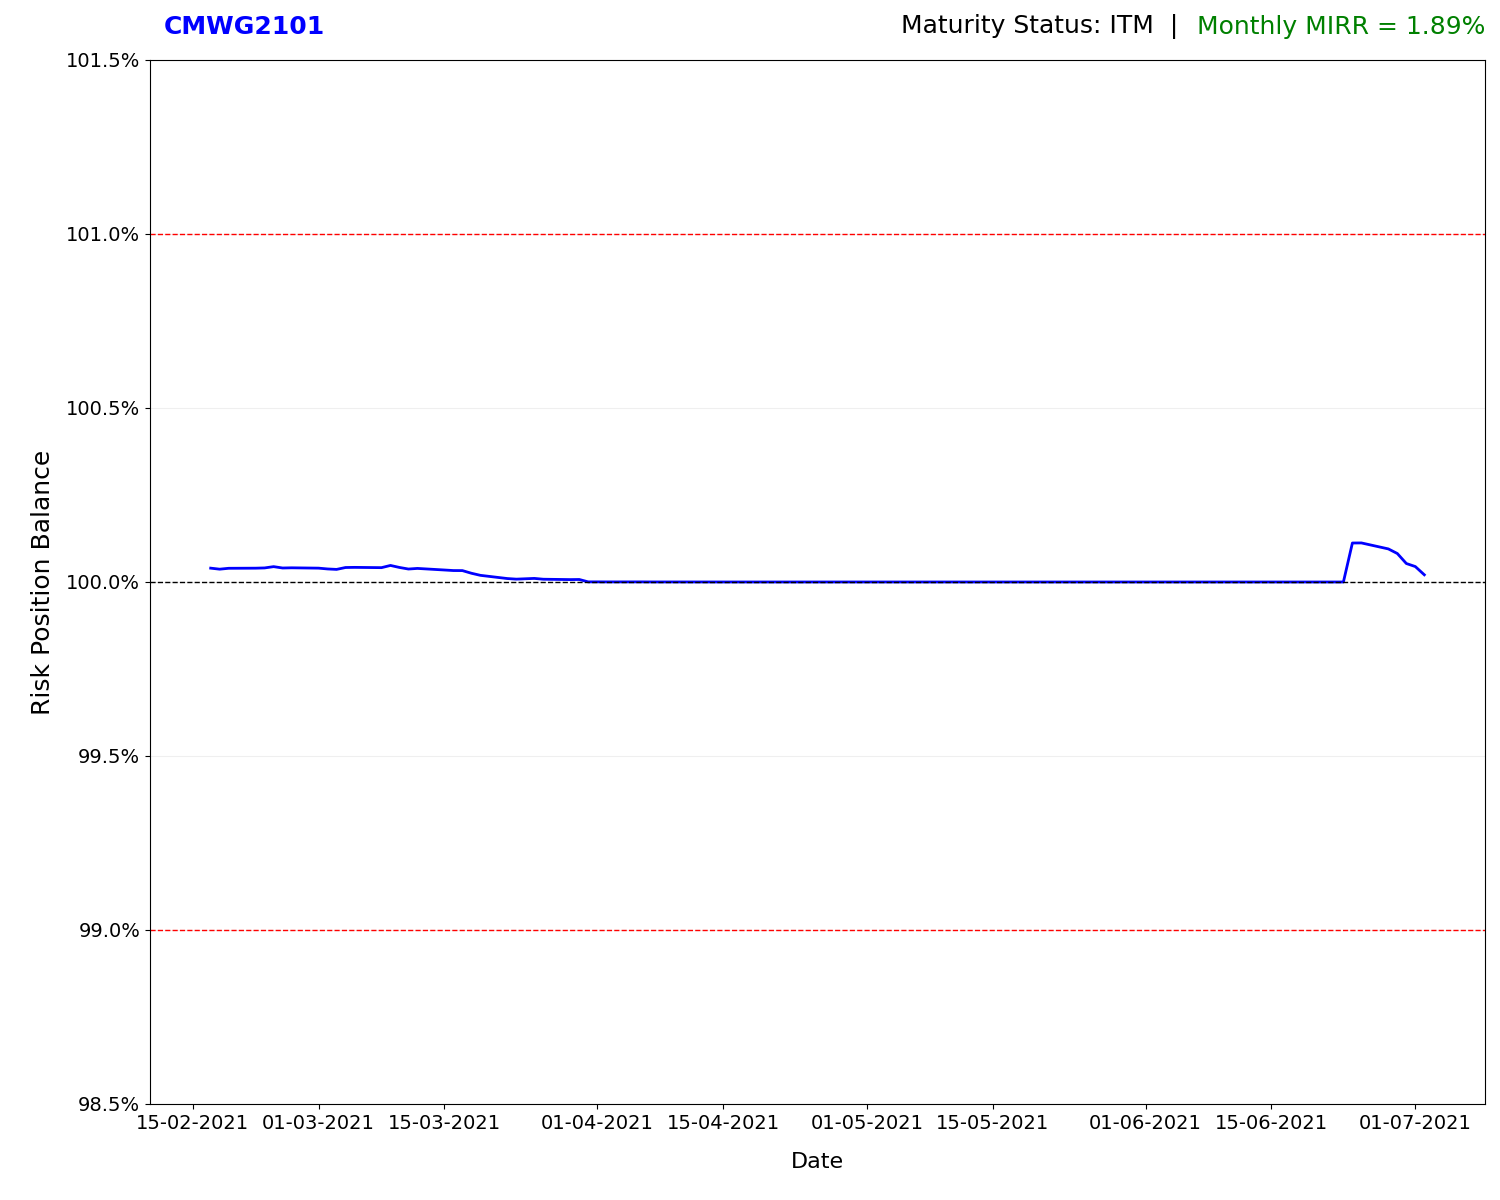 CMWG2101
Maturity Status: ITM | Monthly MIRR = 1.89%
101.5%
101.0%
100.5%
100.0%
99.5%
99.0%
98.5%
Risk Position Balance
15-02-2021 01-03-2021 15-03-2021 01-04-2021 15-04-2021 01-05-2021 15-05-2021 01-06-2021 15-06-2021 01-07-2021
Date